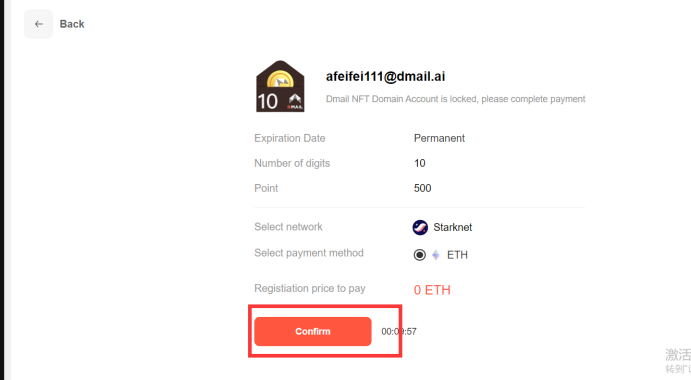 ← Back
afeifei111@dmail.ai
10
DMAIL
Dmail NFT Domain Account is locked, please complete payment
Expiration Date Permanent
Number of digits 10
Point 500
Select network Starknet
Select payment method ETH
Registiation price to pay 0 ETH
Confirm 00:09:57
激活
转到